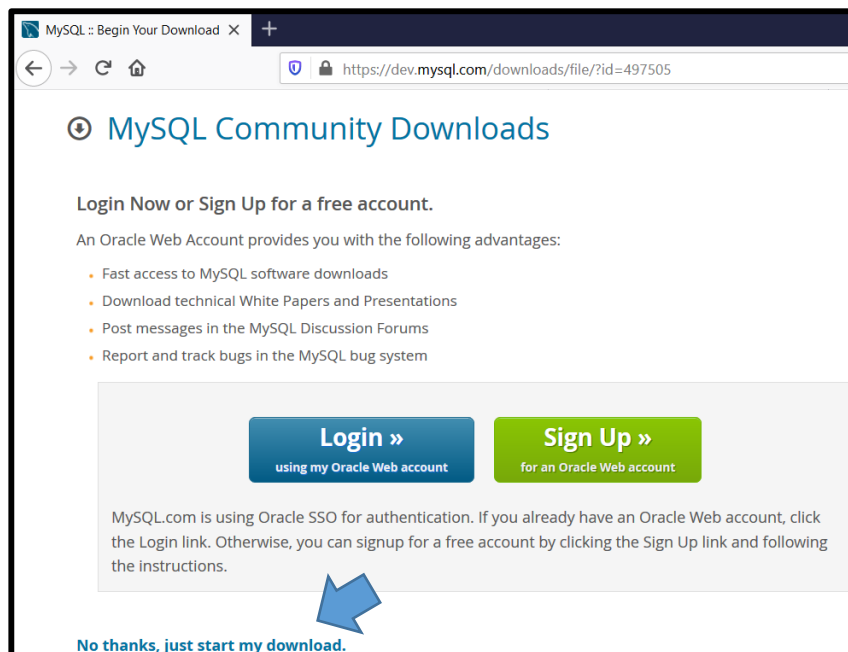 MySQL :: Begin Your Download
https://dev.mysql.com/downloads/file/?id=497505
MySQL Community Downloads
Login Now or Sign Up for a free account.
An Oracle Web Account provides you with the following advantages:
Fast access to MySQL software downloads
Download technical White Papers and Presentations
Post messages in the MySQL Discussion Forums
Report and track bugs in the MySQL bug system
Login »
using my Oracle Web account
Sign Up »
for an Oracle Web account
MySQL.com is using Oracle SSO for authentication. If you already have an Oracle Web account, click
the Login link. Otherwise, you can signup for a free account by clicking the Sign Up link and following
the instructions.
No thanks, just start my download.